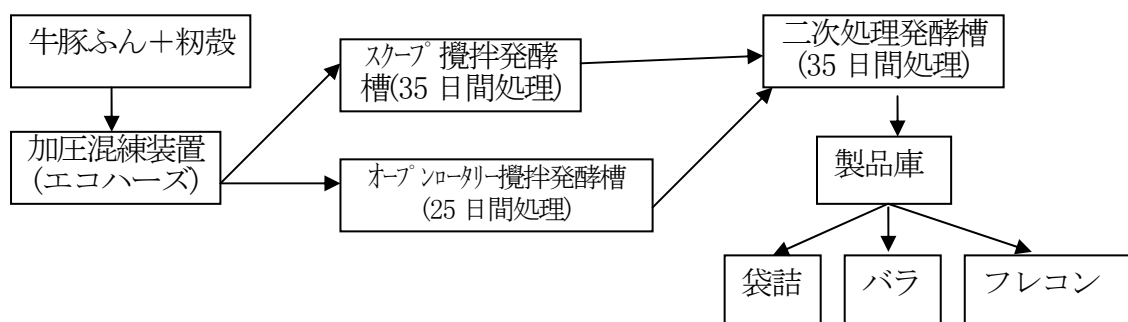 牛豚ふん＋籾殻
加圧混練装置
(エコハーズ)
ｽｸｰﾌﾟ攪拌発酵
槽(35 日間処理)
ｵｰﾌﾟﾝﾛｰﾀﾘｰ攪拌発酵槽
(25 日間処理)
二次処理発酵槽
(35 日間処理)
製品庫
袋詰
バラ
フレコン